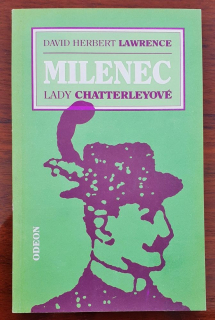 DAVID HERBERT LAWRENCE
MILENEC
LADY CHATTERLEYOVÉ
ODEON